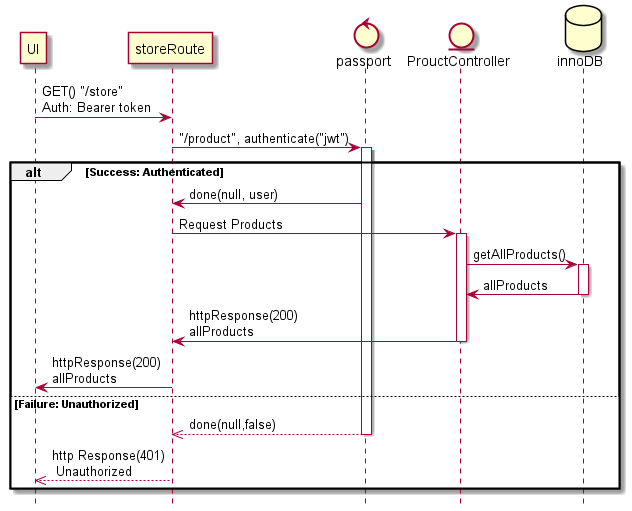 UI
storeRoute
passport
ProuctController
innoDB
GET() "/store"
Auth: Bearer token
"/product", authenticate("jwt")
alt
[Success: Authenticated]
done(null, user)
Request Products
getAllProducts()
allProducts
httpResponse(200)
allProducts
httpResponse(200)
allProducts
[Failure: Unauthorized]
done(null,false)
http Response(401)
Unauthorized